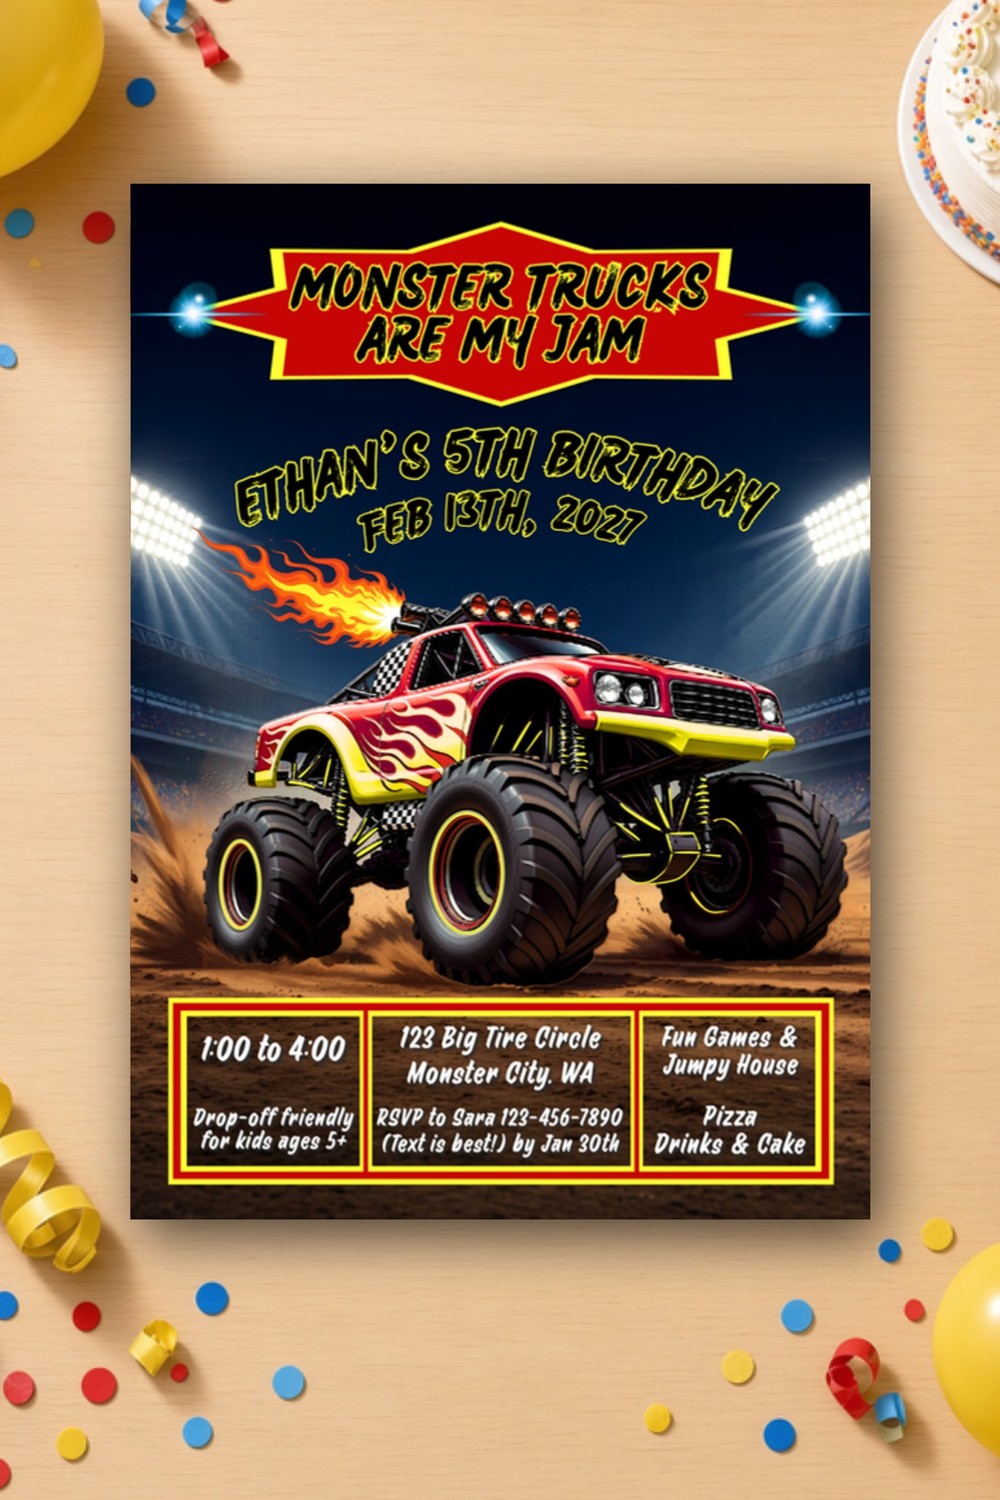 MONSTER TRUCKS
ARE MY JAM
ETHAN'S 5TH BIRTHDAY
FEB 13TH, 2027
1:00 to 4:00
Drop-off friendly
for kids ages 5+
123 Big Tire Circle
Monster City. WA
RSVP to Sara 123-456-7890
(Text is best!) by Jan 30th
Fun Games &
Jumpy House
Pizza
Drinks & Cake